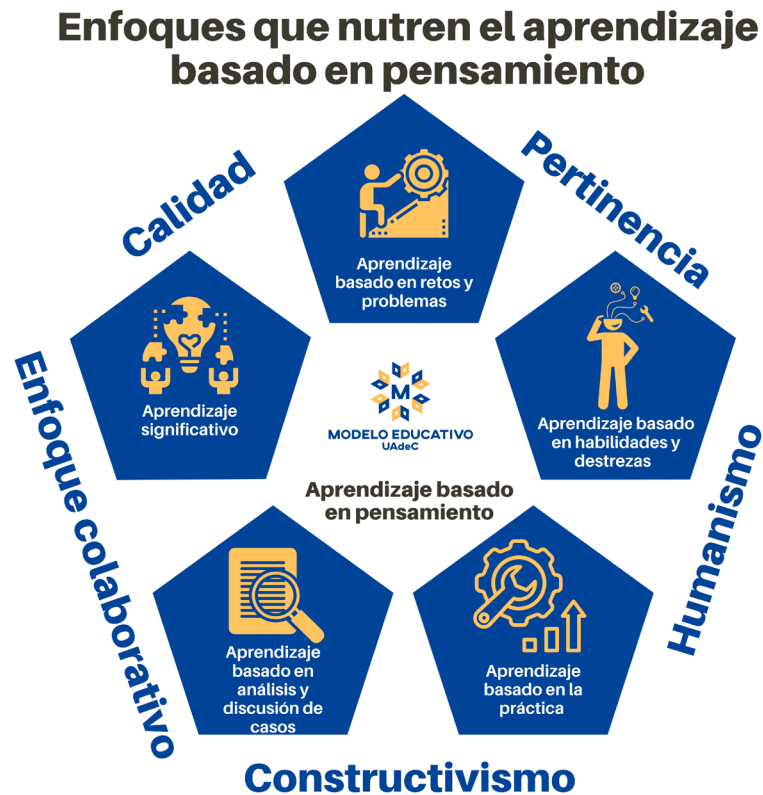 Enfoques que nutren el aprendizaje
basado en pensamiento
Calidad
Pertinencia
Aprendizaje
basado en retos y
problemas
Aprendizaje
significativo
Aprendizaje basado
en habilidades y
destrezas
M
MODELO EDUCATIVO
UAdeC
Aprendizaje basado
en pensamiento
Enfoque colaborativo
Humanismo
Aprendizaje
basado en
análisis y
discusión de
casos
Aprendizaje
basado en la
práctica
Constructivismo